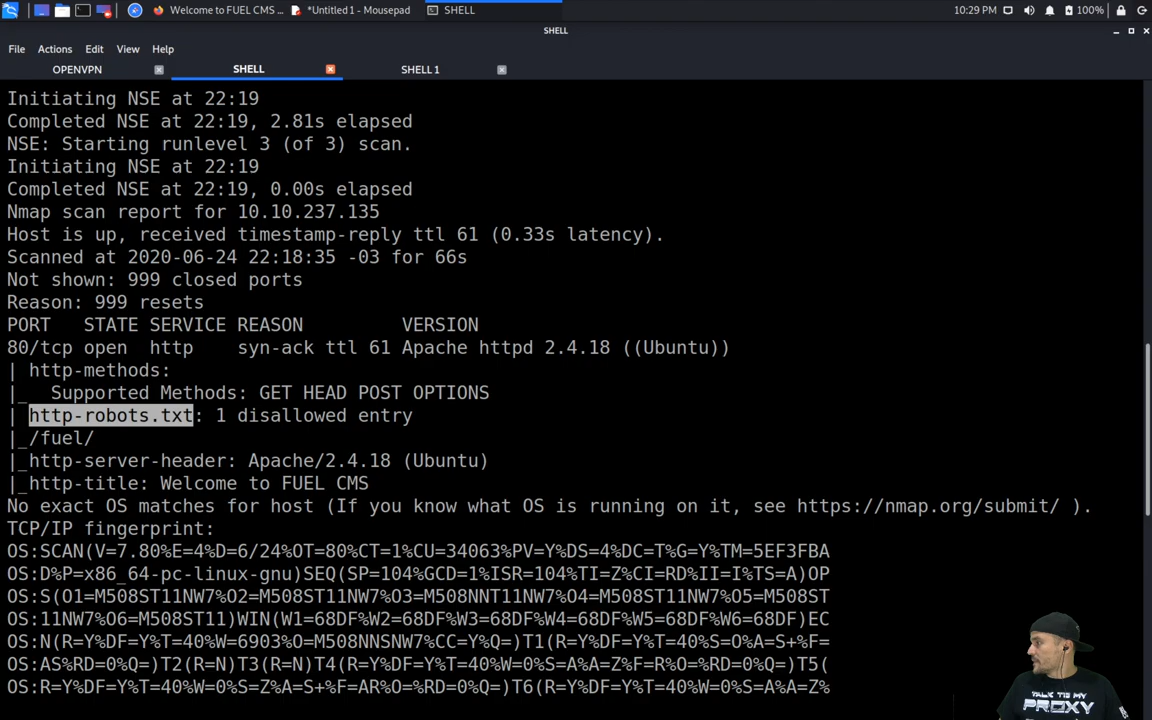 Welcome to FUEL CMS ...
*Untitled 1 - Mousepad
SHELL
10:29 PM
100%
SHELL
File Actions Edit View Help
OPENVPN
SHELL
SHELL 1
Initiating NSE at 22:19
Completed NSE at 22:19, 2.81s elapsed
NSE: Starting runlevel 3 (of 3) scan.
Initiating NSE at 22:19
Completed NSE at 22:19, 0.00s elapsed
Nmap scan report for 10.10.237.135
Host is up, received timestamp-reply ttl 61 (0.33s latency).
Scanned at 2020-06-24 22:18:35 -03 for 66s
Not shown: 999 closed ports
Reason: 999 resets
PORT   STATE SERVICE REASON         VERSION
80/tcp open  http    syn-ack ttl 61 Apache httpd 2.4.18 ((Ubuntu))
| http-methods:
|_  Supported Methods: GET HEAD POST OPTIONS
| http-robots.txt: 1 disallowed entry
|_/fuel/
|_http-server-header: Apache/2.4.18 (Ubuntu)
|_http-title: Welcome to FUEL CMS
No exact OS matches for host (If you know what OS is running on it, see https://nmap.org/submit/ ).
TCP/IP fingerprint:
OS:SCAN(V=7.80%E=4%D=6/24%OT=80%CT=1%CU=34063%PV=Y%DS=4%DC=T%G=Y%TM=5EF3FBA
OS:D%P=x86_64-pc-linux-gnu)SEQ(SP=104%GCD=1%ISR=104%TI=Z%CI=RD%II=I%TS=A)OP
OS:S(O1=M508ST11NW7%O2=M508ST11NW7%O3=M508NNT11NW7%O4=M508ST11NW7%O5=M508ST
OS:11NW7%O6=M508ST11)WIN(W1=68DF%W2=68DF%W3=68DF%W4=68DF%W5=68DF%W6=68DF)EC
OS:N(R=Y%DF=Y%T=40%W=6903%O=M508NNSNW7%CC=Y%Q=)T1(R=Y%DF=Y%T=40%S=O%A=S+%F=
OS:AS%RD=0%Q=)T2(R=N)T3(R=N)T4(R=Y%DF=Y%T=40%W=0%S=A%A=Z%F=R%O=%RD=0%Q=)T5(
OS:R=Y%DF=Y%T=40%W=0%S=Z%A=S+%F=AR%O=%RD=0%Q=)T6(R=Y%DF=Y%T=40%W=0%S=A%A=Z%
TALK TO MY
PROXY